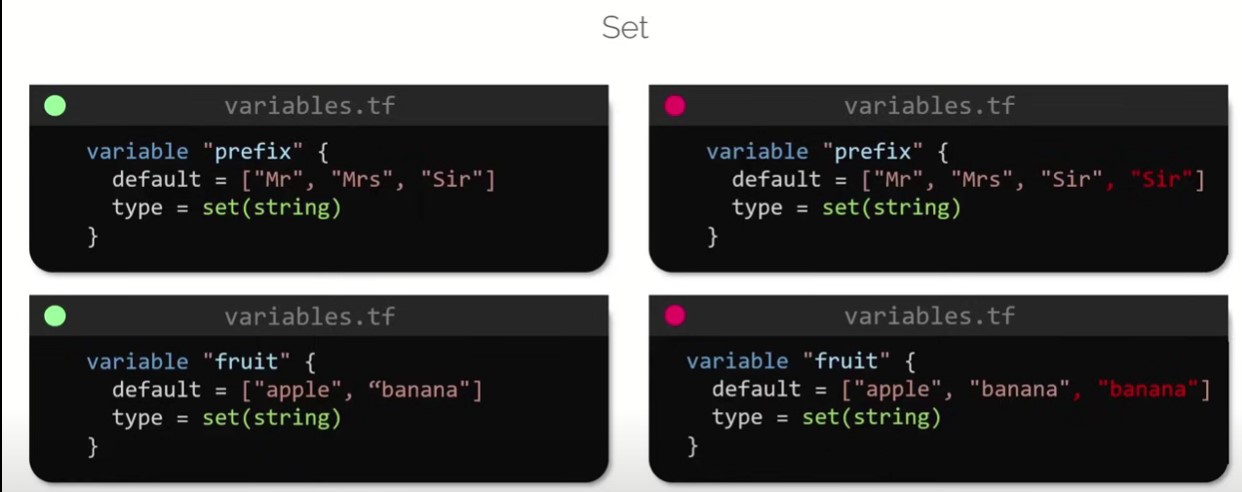 Set
variables.tf
variable "prefix" {
default = ["Mr", "Mrs", "Sir"]
type = set(string)
}
variables.tf
variable "prefix" {
default = ["Mr", "Mrs", "Sir", "Sir"]
type = set(string)
}
variables.tf
variable "fruit" {
default = ["apple", “banana"]
type = set(string)
}
variables.tf
variable "fruit" {
default = ["apple", "banana", "banana"]
type = set(string)
}